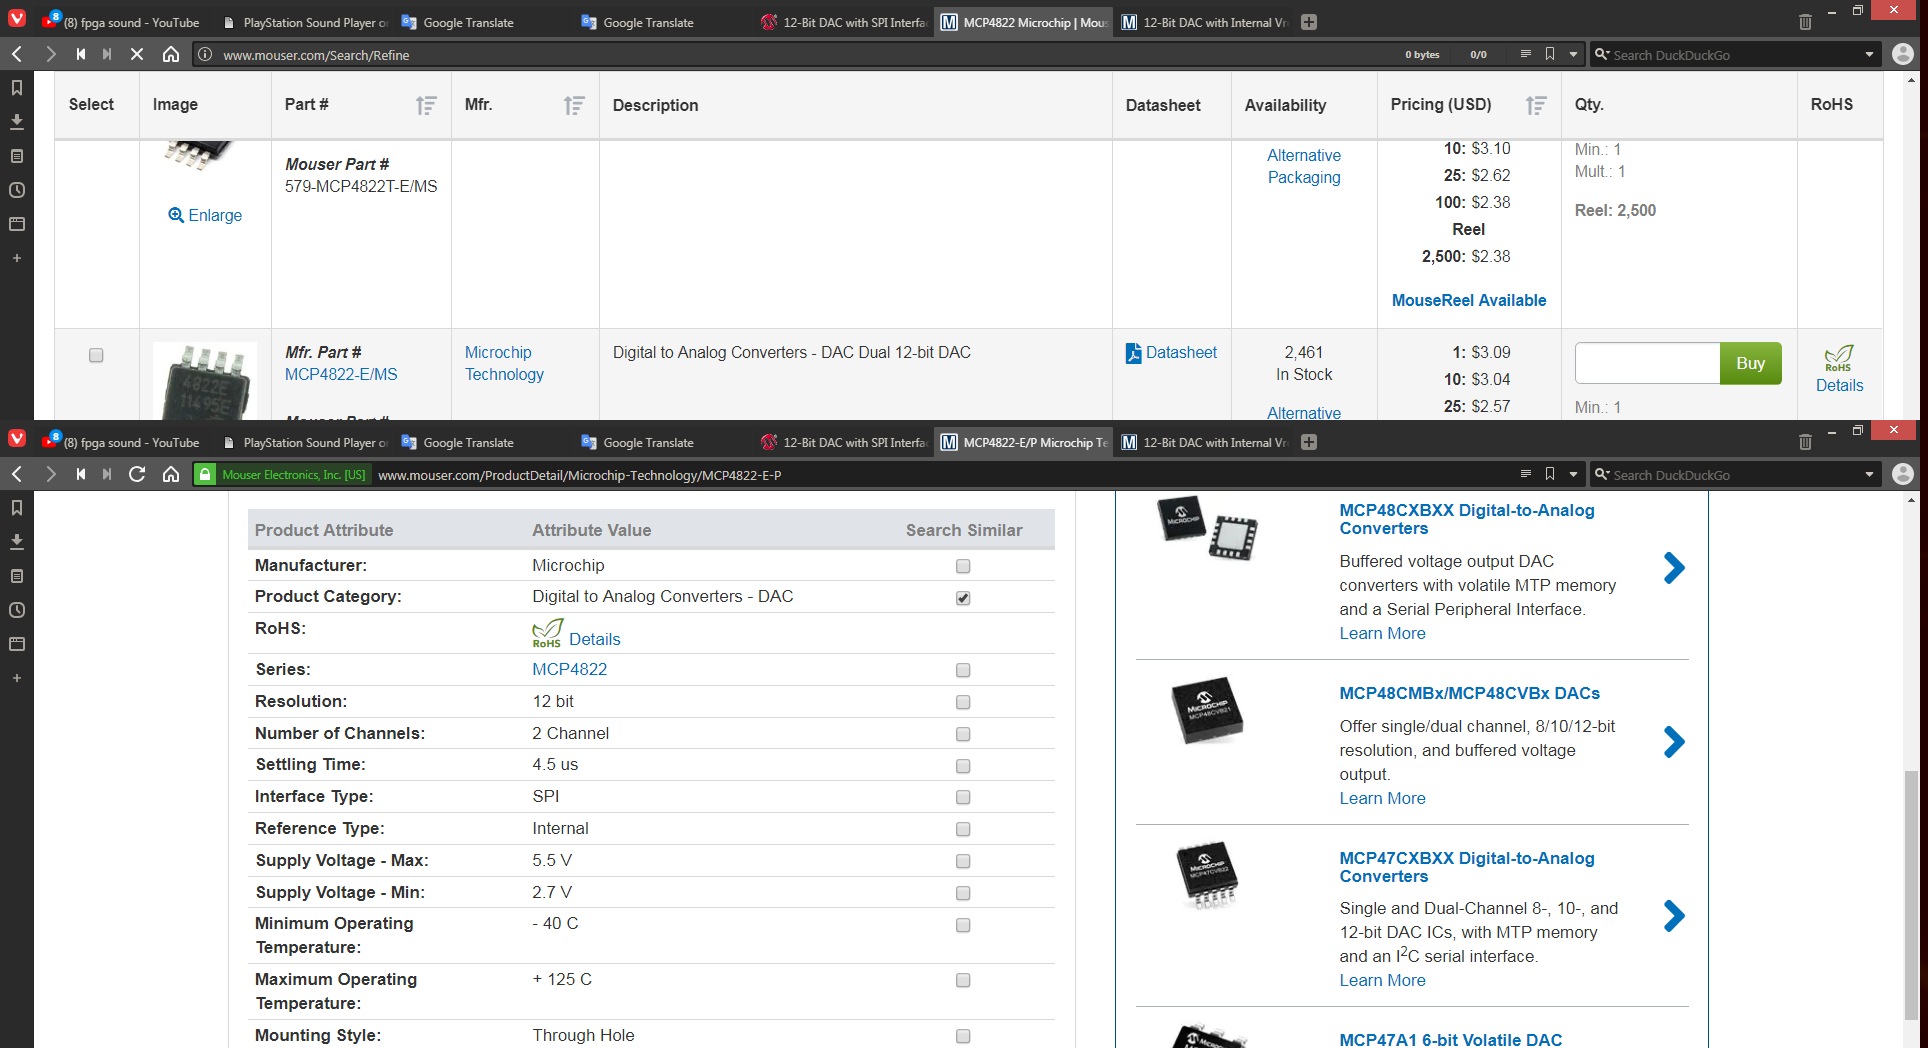 8 (8) fpga sound - YouTube
PlayStation Sound Player o
Google Translate
Google Translate
12-Bit DAC with SPI Interfa
MCP4822 Microchip | Mous
12-Bit DAC with Internal Vr
www.mouser.com/Search/Refine
0 bytes
0/0
Search DuckDuckGo
Select Image Part # Mfr. Description Datasheet Availability Pricing (USD) Qty. RoHS
Mouser Part #
579-MCP4822T-E/MS
Enlarge
Alternative
Packaging
10: $3.10
25: $2.62
100: $2.38
Reel
2,500: $2.38
MouseReel Available
Min.: 1
Mult.: 1
Reel: 2,500
4822E
11495E
Mfr. Part #
MCP4822-E/MS
Mouser Part #
Microchip
Technology
Digital to Analog Converters - DAC Dual 12-bit DAC
Datasheet
2,461
In Stock
Alternative
1: $3.09
10: $3.04
25: $2.57
Buy
Min.: 1
RoHS
Details
8 (8) fpga sound - YouTube
PlayStation Sound Player o
Google Translate
Google Translate
12-Bit DAC with SPI Interfa
MCP4822-E/P Microchip Te
12-Bit DAC with Internal Vr
Mouser Electronics, Inc. [US]
www.mouser.com/ProductDetail/Microchip-Technology/MCP4822-E-P
Search DuckDuckGo
Product Attribute Attribute Value Search Similar
Manufacturer: Microchip
Product Category: Digital to Analog Converters - DAC
RoHS: RoHS Details
Series: MCP4822
Resolution: 12 bit
Number of Channels: 2 Channel
Settling Time: 4.5 us
Interface Type: SPI
Reference Type: Internal
Supply Voltage - Max: 5.5 V
Supply Voltage - Min: 2.7 V
Minimum Operating
Temperature: - 40 C
Maximum Operating
Temperature: + 125 C
Mounting Style: Through Hole
MICROCHIP
MCP48CXBXX Digital-to-Analog
Converters
Buffered voltage output DAC
converters with volatile MTP memory
and a Serial Peripheral Interface.
Learn More
MICROCHIP
MCP48CVB21
MCP48CMBx/MCP48CVBx DACs
Offer single/dual channel, 8/10/12-bit
resolution, and buffered voltage
output.
Learn More
MICROCHIP
MCP47CVB22
MCP47CXBXX Digital-to-Analog
Converters
Single and Dual-Channel 8-, 10-, and
12-bit DAC ICs, with MTP memory
and an I2C serial interface.
Learn More
MICROCHIP
MCP47A1 6-bit Volatile DAC